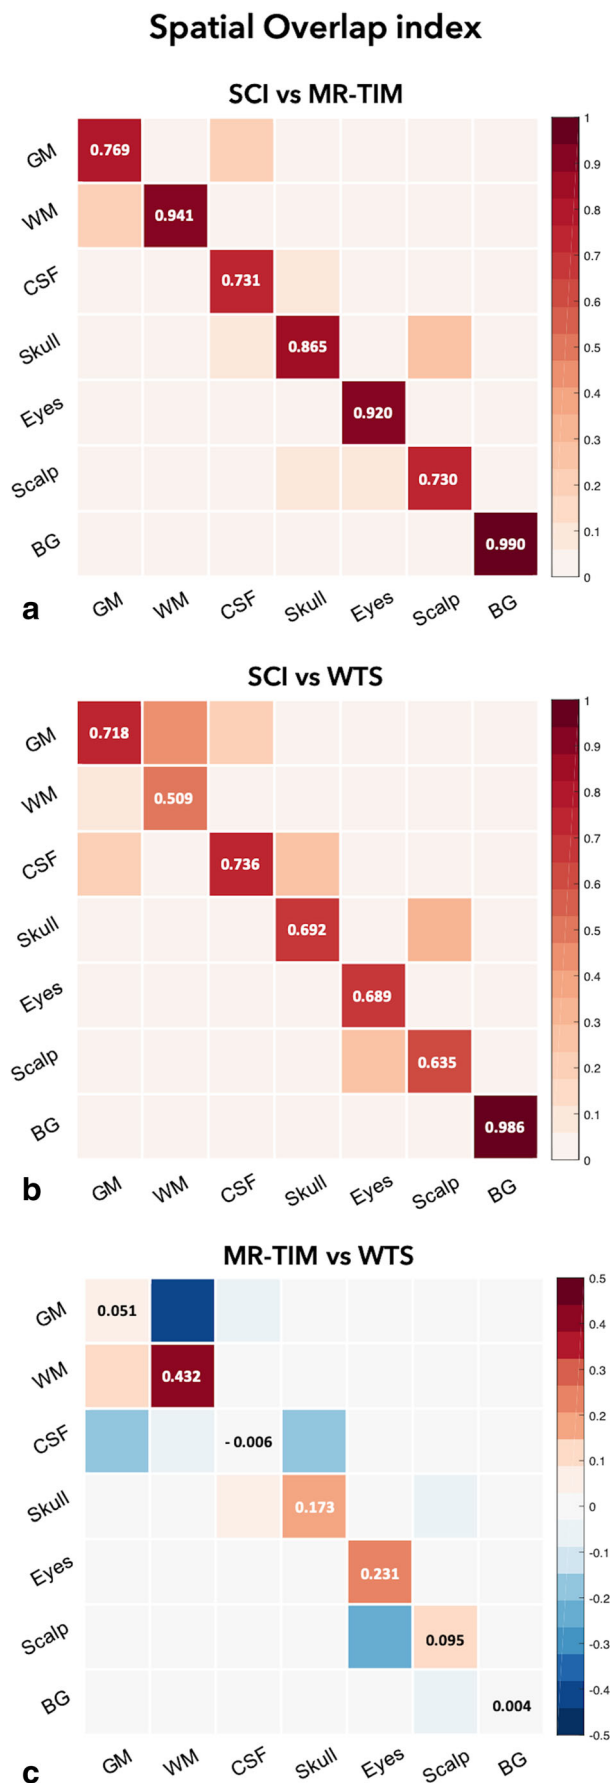 Spatial Overlap index
SCI vs MR-TIM
GM
WM
CSF
Skull
Eyes
Scalp
BG
0.769
0.941
0.731
0.865
0.920
0.730
0.990
1
0.9
0.8
0.7
0.6
0.5
0.4
0.3
0.2
0.1
0
GM WM CSF Skull Eyes Scalp BG
a
SCI vs WTS
GM
WM
CSF
Skull
Eyes
Scalp
BG
0.718
0.509
0.736
0.692
0.689
0.635
0.986
1
0.9
0.8
0.7
0.6
0.5
0.4
0.3
0.2
0.1
0
GM WM CSF Skull Eyes Scalp BG
b
MR-TIM vs WTS
GM
WM
CSF
Skull
Eyes
Scalp
BG
0.051
0.432
- 0.006
0.173
0.231
0.095
0.004
0.5
0.4
0.3
0.2
0.1
0
-0.1
-0.2
-0.3
-0.4
-0.5
GM WM CSF Skull Eyes Scalp BG
c